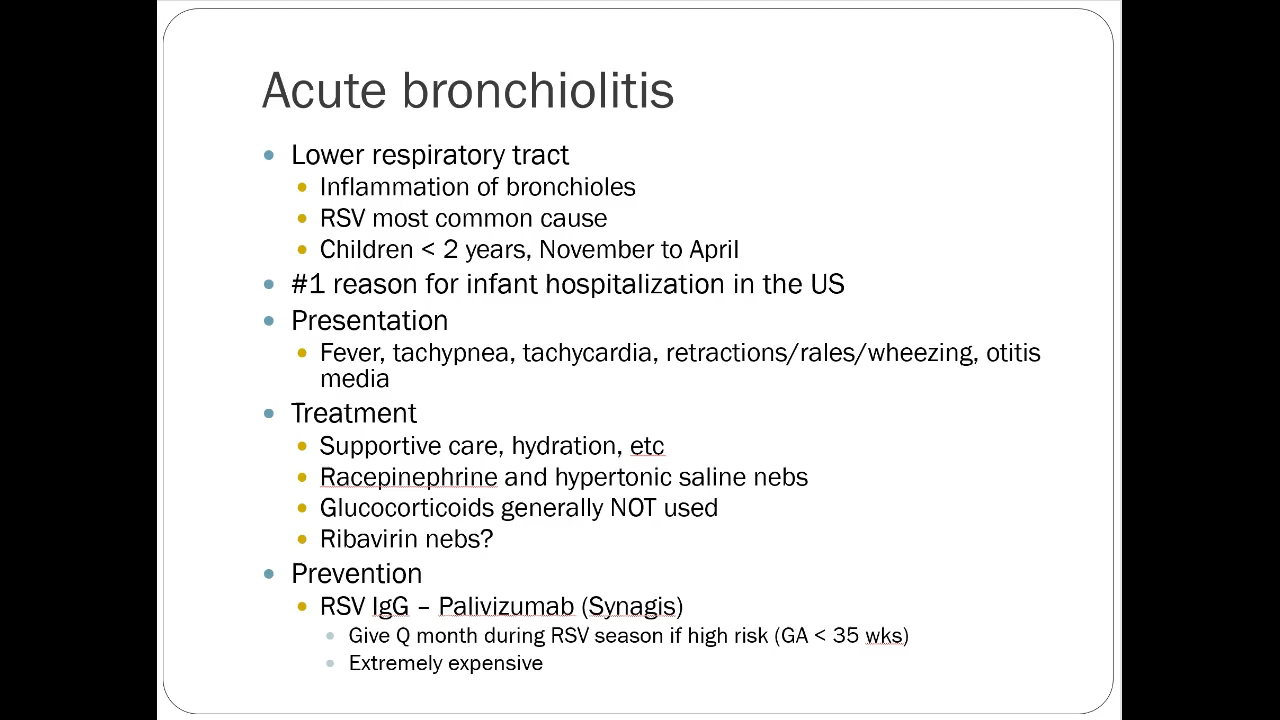 Acute bronchiolitis
• Lower respiratory tract
• Inflammation of bronchioles
• RSV most common cause
• Children < 2 years, November to April
• #1 reason for infant hospitalization in the US
• Presentation
• Fever, tachypnea, tachycardia, retractions/rales/wheezing, otitis
media
• Treatment
• Supportive care, hydration, etc
• Racepinephrine and hypertonic saline nebs
• Glucocorticoids generally NOT used
• Ribavirin nebs?
• Prevention
• RSV IgG – Palivizumab (Synagis)
• Give Q month during RSV season if high risk (GA < 35 wks)
• Extremely expensive